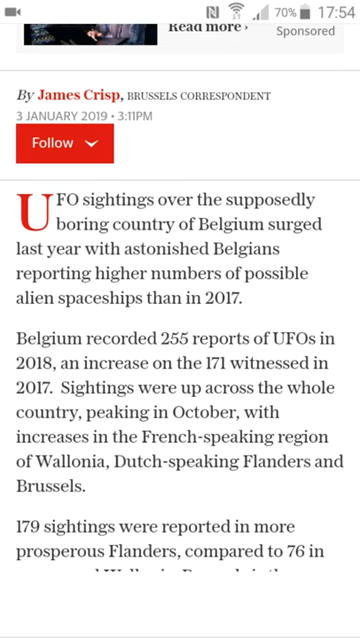 70% 17:54
Read more ›
Sponsored
By James Crisp, BRUSSELS CORRESPONDENT
3 JANUARY 2019 • 3:11PM
Follow
UFO sightings over the supposedly
boring country of Belgium surged
last year with astonished Belgians
reporting higher numbers of possible
alien spaceships than in 2017.
Belgium recorded 255 reports of UFOs in
2018, an increase on the 171 witnessed in
2017. Sightings were up across the whole
country, peaking in October, with
increases in the French-speaking region
of Wallonia, Dutch-speaking Flanders and
Brussels.
179 sightings were reported in more
prosperous Flanders, compared to 76 in